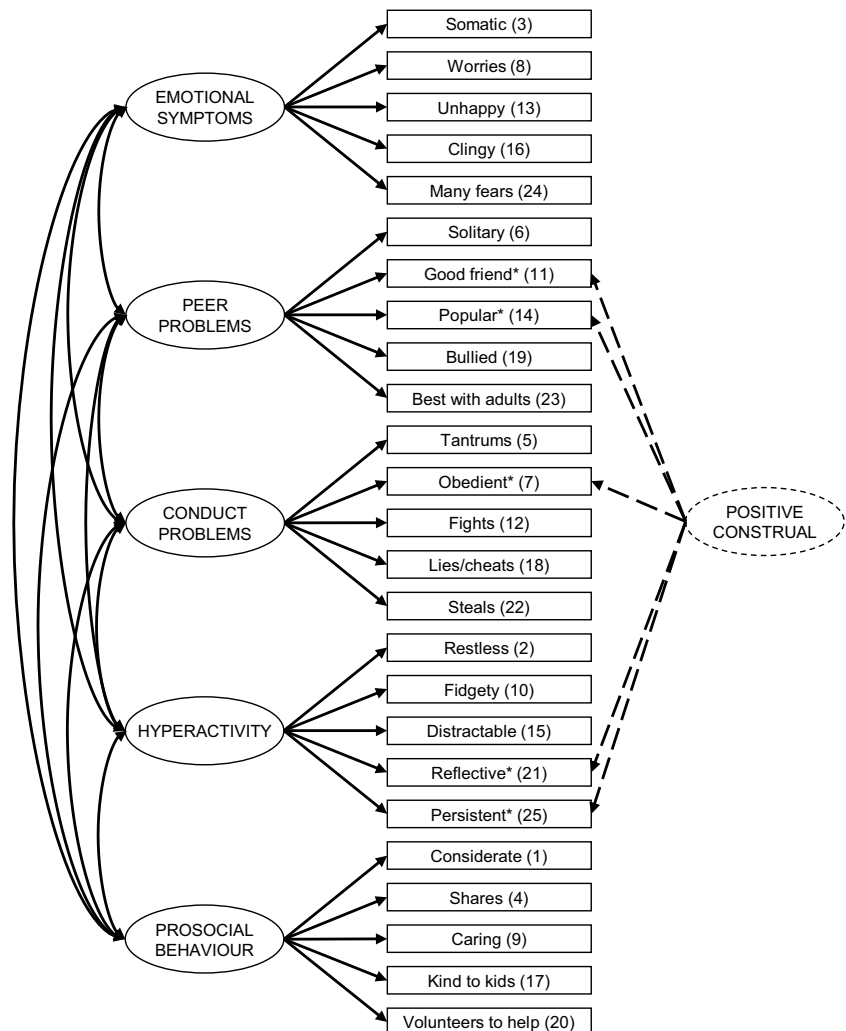 EMOTIONAL
SYMPTOMS
Somatic (3)
Worries (8)
Unhappy (13)
Clingy (16)
Many fears (24)
PEER
PROBLEMS
Solitary (6)
Good friend* (11)
Popular* (14)
Bullied (19)
Best with adults (23)
CONDUCT
PROBLEMS
Tantrums (5)
Obedient* (7)
Fights (12)
Lies/cheats (18)
Steals (22)
HYPERACTIVITY
Restless (2)
Fidgety (10)
Distractable (15)
Reflective* (21)
Persistent* (25)
PROSOCIAL
BEHAVIOUR
Considerate (1)
Shares (4)
Caring (9)
Kind to kids (17)
Volunteers to help (20)
POSITIVE
CONSTRUAL